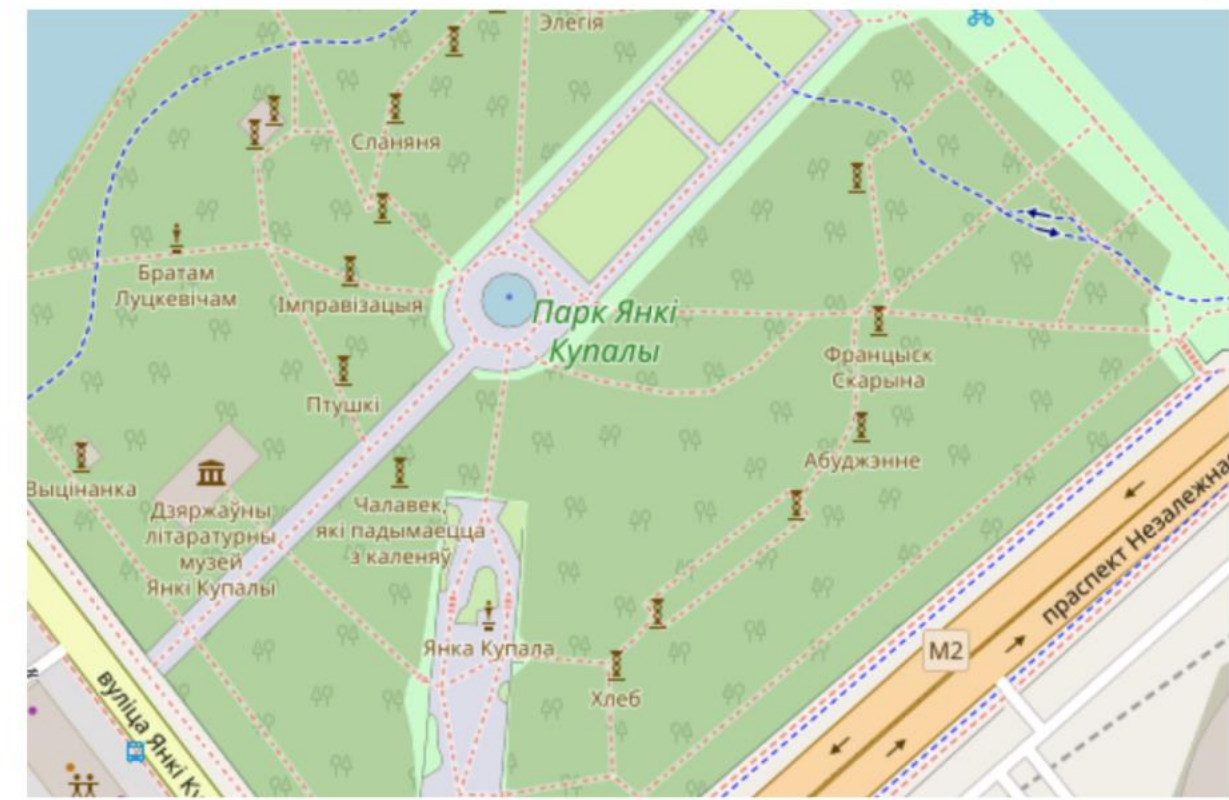 Элегія
Сланяня
Братам
Луцкевічам
Імправізацыя
Парк Янкі
Купалы
Францыск
Скарына
Птушкі
Абуджэнне
Выцінанка
Дзяржаўны
літаратурны
музей
Янкі Купалы
Чалавек,
які падымаецца
з каленяў
праспект Незалежна
Янка Купала
M2
Хлеб
вуліца Янкі Ку